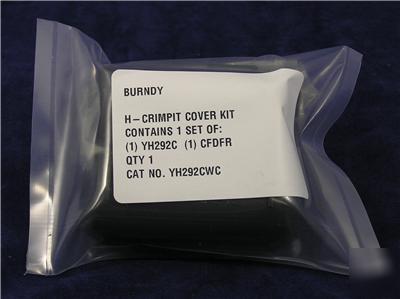 BURNDY
H-CRIMPIT COVER KIT
CONTAINS 1 SET OF:
(1) YH292C (1) CFDFR
QTY 1
CAT NO. YH292CWC